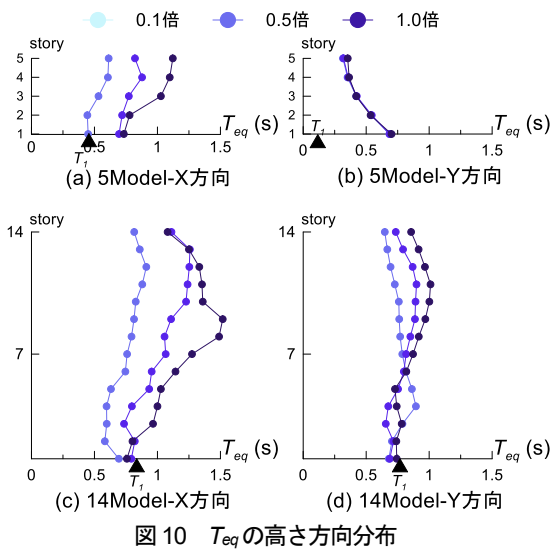 0.1倍 0.5倍 1.0倍
story story
5 5
4 4
3 3
2 2
1 Teq (s) 1 T1 Teq (s)
0 0.5 1 1.5 0 0.5 1 1.5
T1
(a) 5Model-X方向 (b) 5Model-Y方向
story story
14 14
7 7
Teq (s) Teq (s)
0 0.5 1 1.5 0 0.5 1 1.5
T1 T1
(c) 14Model-X方向 (d) 14Model-Y方向
図 10 Teqの高さ方向分布